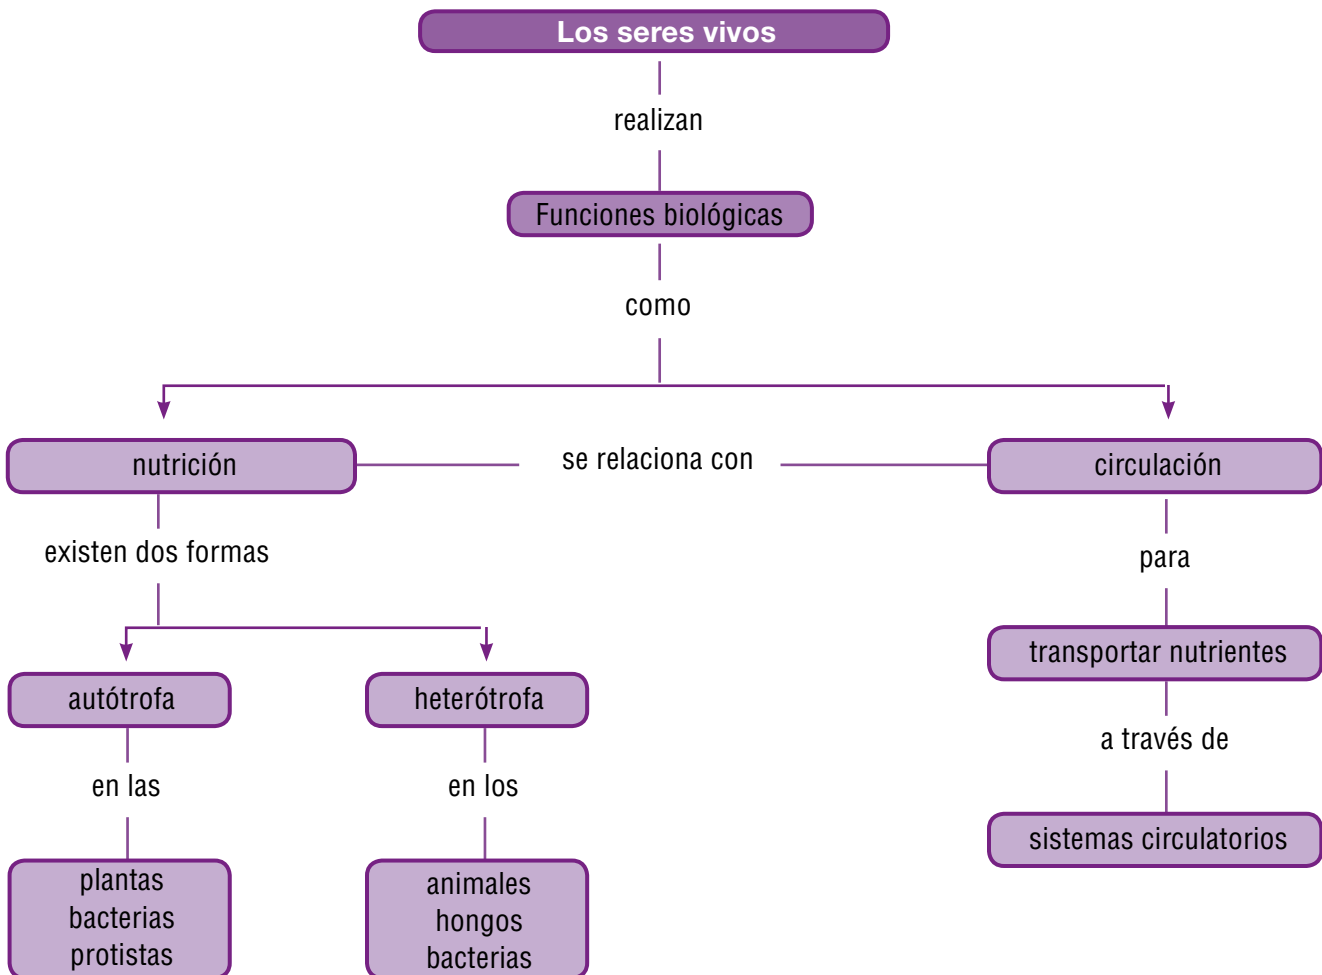 Los seres vivos
realizan
Funciones biológicas
como
nutrición
se relaciona con
circulación
existen dos formas
para
autótrofa
heterótrofa
transportar nutrientes
en las
en los
a través de
plantas
bacterias
protistas
animales
hongos
bacterias
sistemas circulatorios